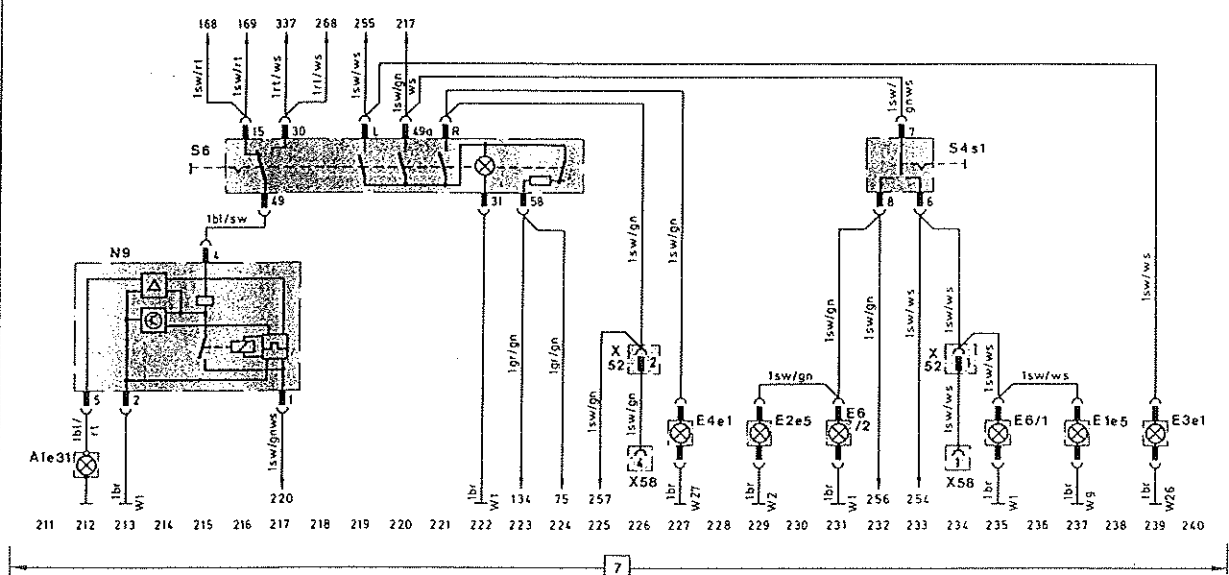 168 169 337 268 255 217
1sw/rt
1sw/rt
1rt/ws
1rl/ws
1sw/ws
1sw/gn
ws
1sw/
gnws
15 30 L 49a R 7
S6
S4s1
49 31 58 8 6
1bl/sw
4
N9
1sw/gn
1sw/gn
1sw/gn
1sw/gn
1sw/ws
1sw/ws
1sw/ws
5 2 1
1bl/
rt
1br
W1
1sw/gnws
A1e31
220
1br
W1
1gr/gn
1gr/gn
X
52
2
1sw/gn
1sw/gn
1sw/gn
X
52
1
1sw/ws
1sw/ws
1sw/ws
E4e1
E2e5
E6
/2
E6/1
E1e5
E3e1
4
X58
1
X58
1br
W27
1br
W2
1br
W1
1br
W1
1br
W9
1br
W26
134 75 257 256 254
211 212 213 214 215 216 217 218 219 220 221 222 223 224 225 226 227 228 229 230 231 232 233 234 235 236 237 238 239 240
7